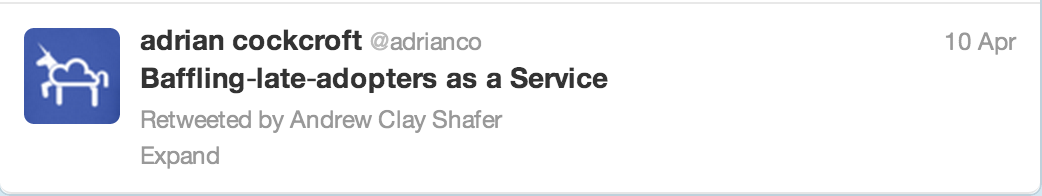 adrian cockcroft @adrianco 10 Apr
Baffling-late-adopters as a Service
Retweeted by Andrew Clay Shafer
Expand